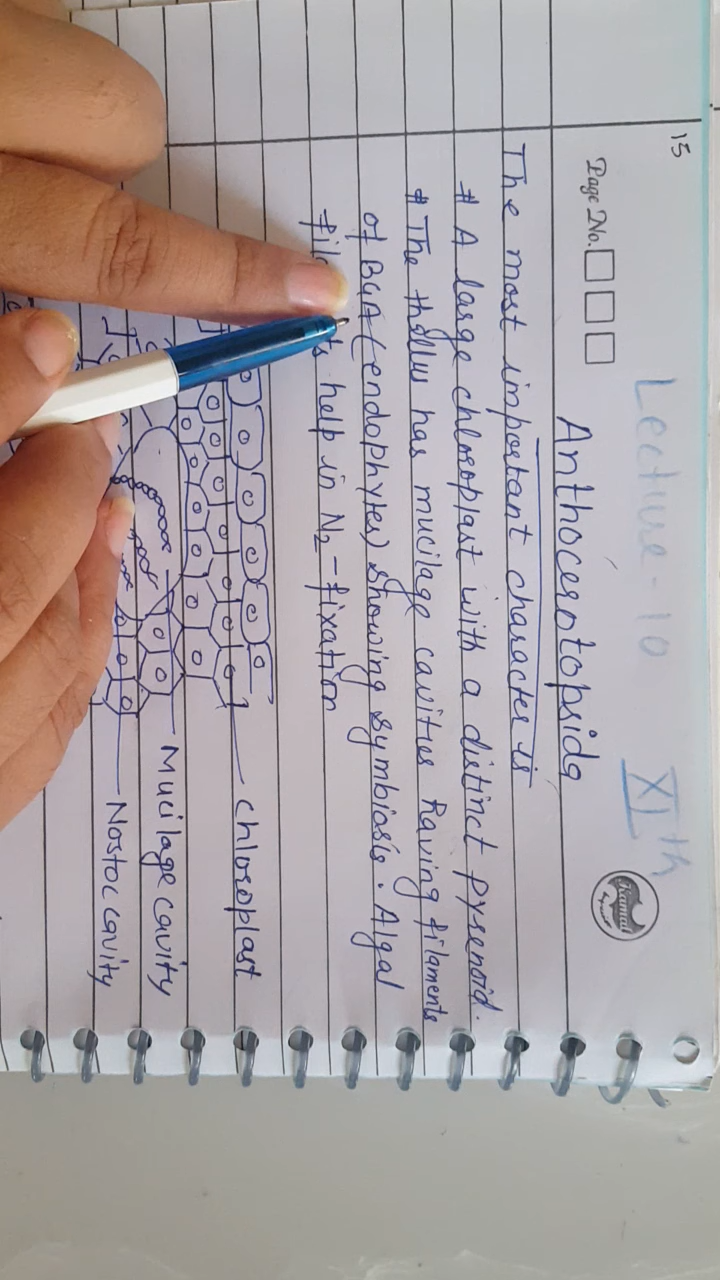 Lecture-10 XIth
15
Page No.
Kamal
Anthocerotopsida
The most important character is
# A large chloroplast with a distinct pyrenoid.
# The thallus has mucilage cavities having filaments
of BGA (endophytes) showing symbiosis. Algal
help in N2-fixation
chloroplast
Mucilage cavity
Nostoc cavity